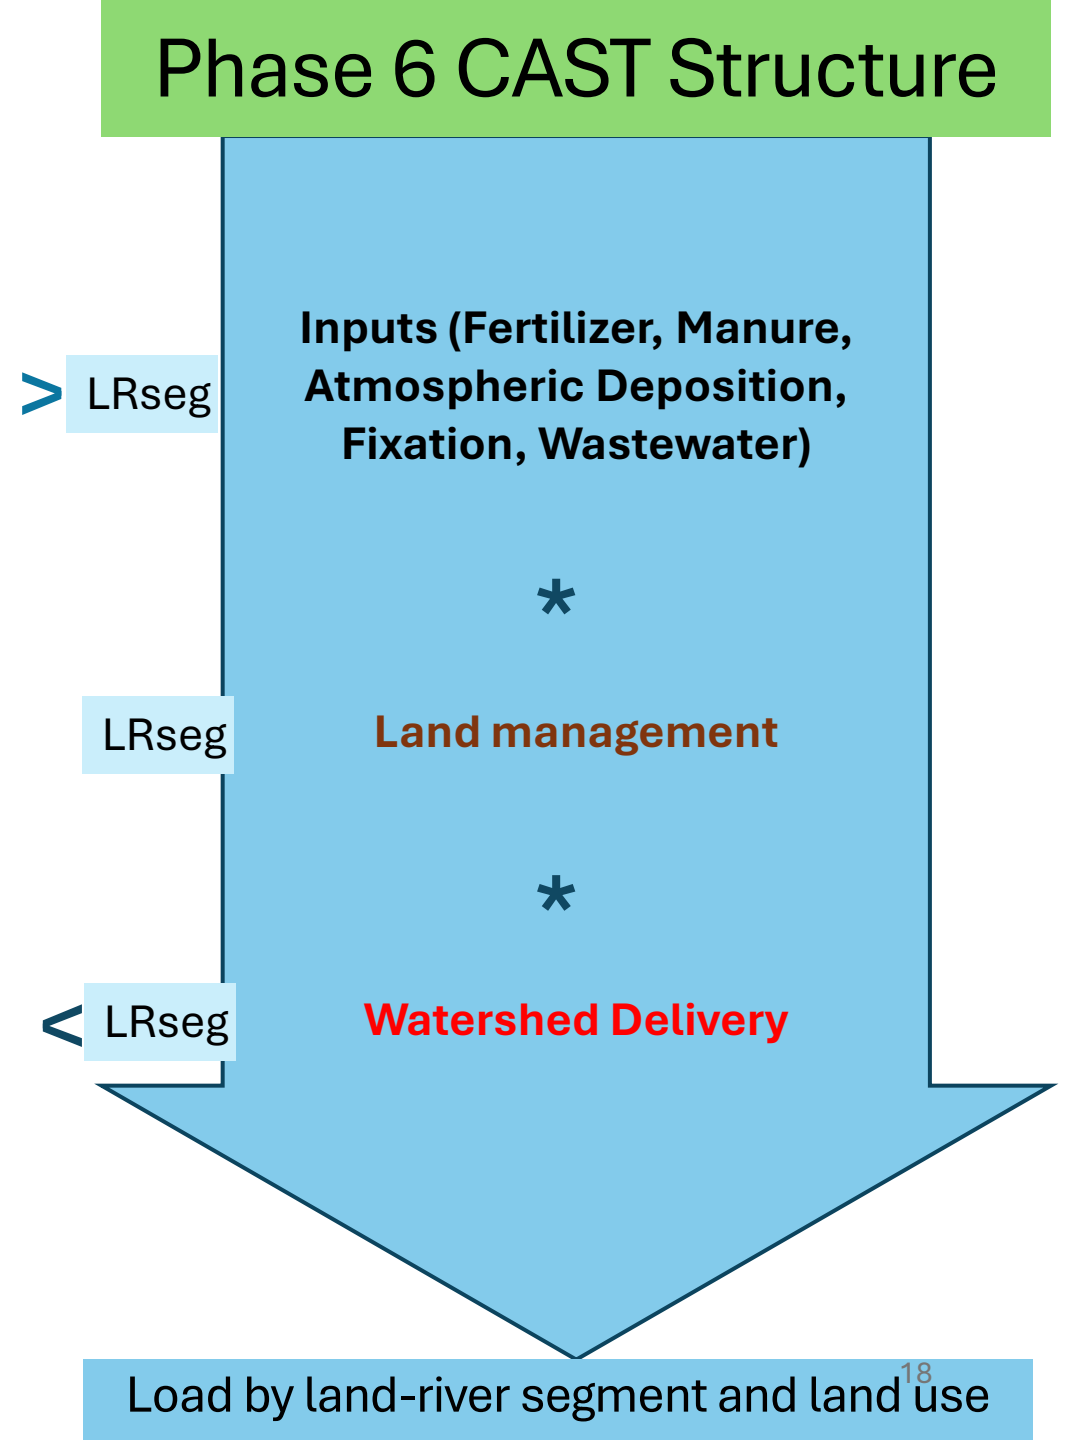 Phase 6 CAST Structure
Inputs (Fertilizer, Manure,
Atmospheric Deposition,
Fixation, Wastewater)
> LRseg
*
LRseg
Land management
*
< LRseg
Watershed Delivery
18
Load by land-river segment and land use